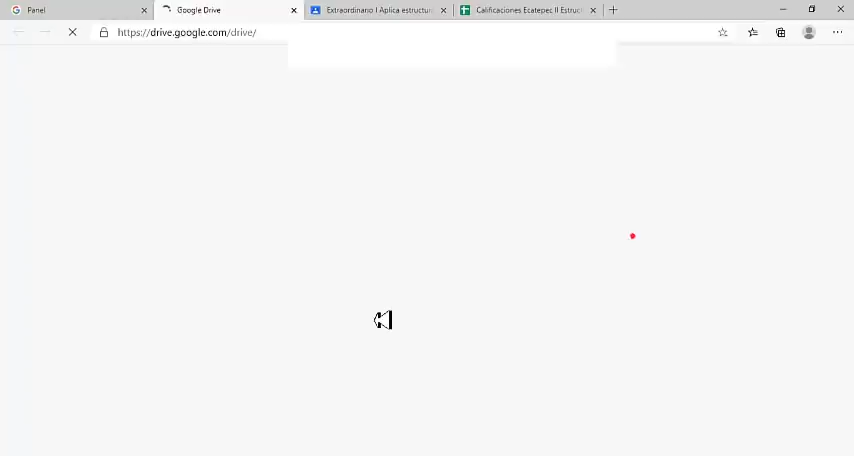 Panel
Google Drive
Extraordinario I Aplica estructur
Calificaciones Ecatepec II Estruct
https://drive.google.com/drive/